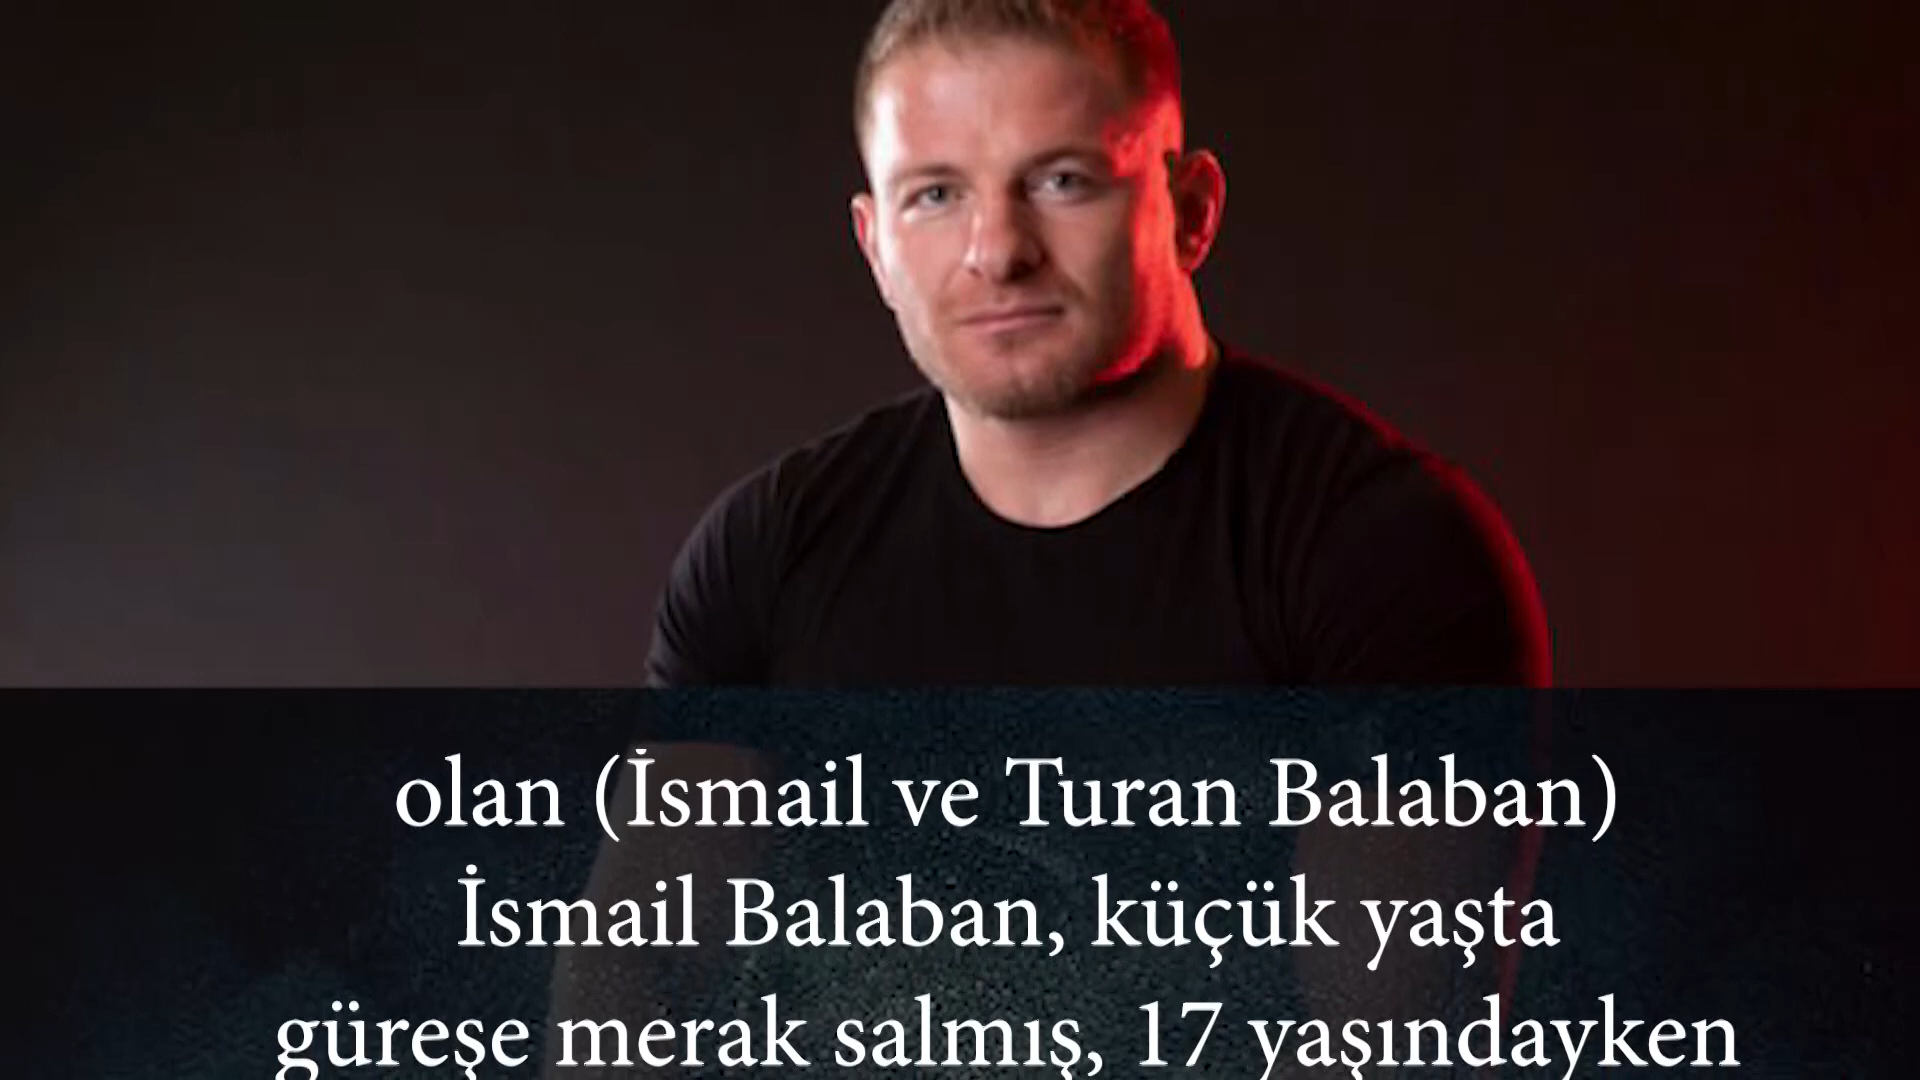 olan (İsmail ve Turan Balaban)
İsmail Balaban, küçük yaşta
güreşe merak salmış, 17 yaşındayken